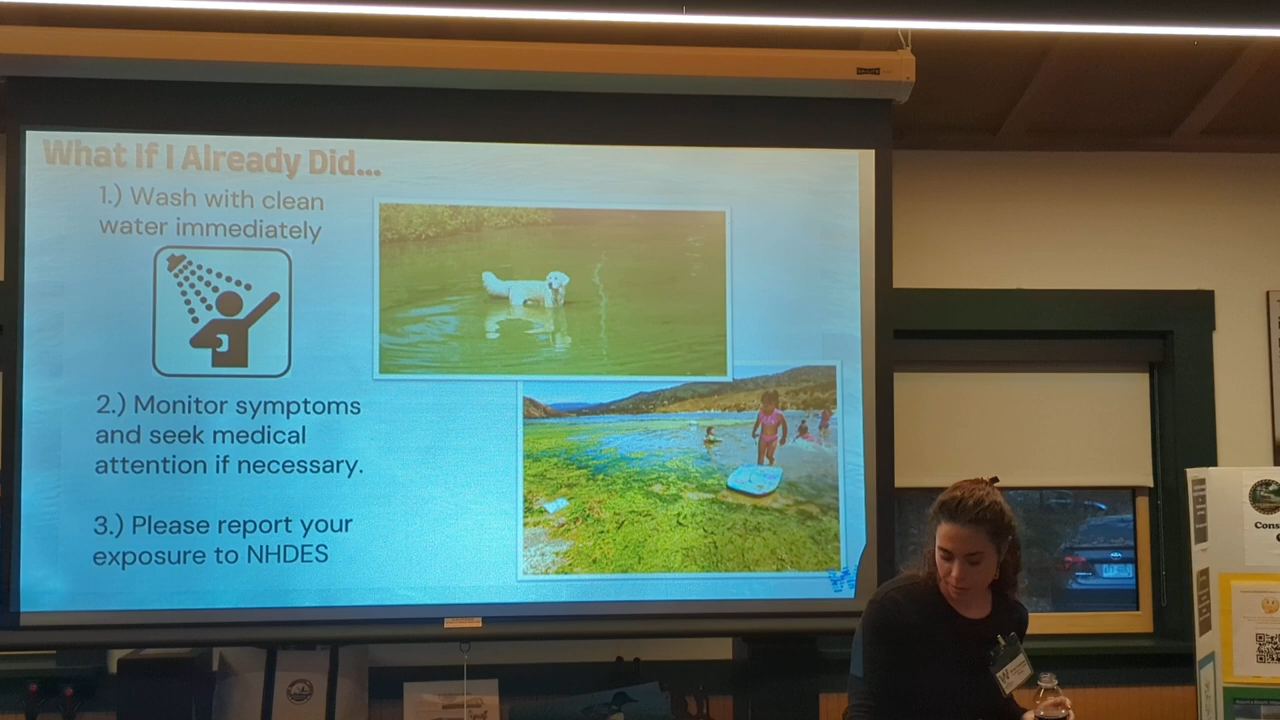 What If I Already Did...
1.) Wash with clean
water immediately
2.) Monitor symptoms
and seek medical
attention if necessary.
3.) Please report your
exposure to NHDES
Cons